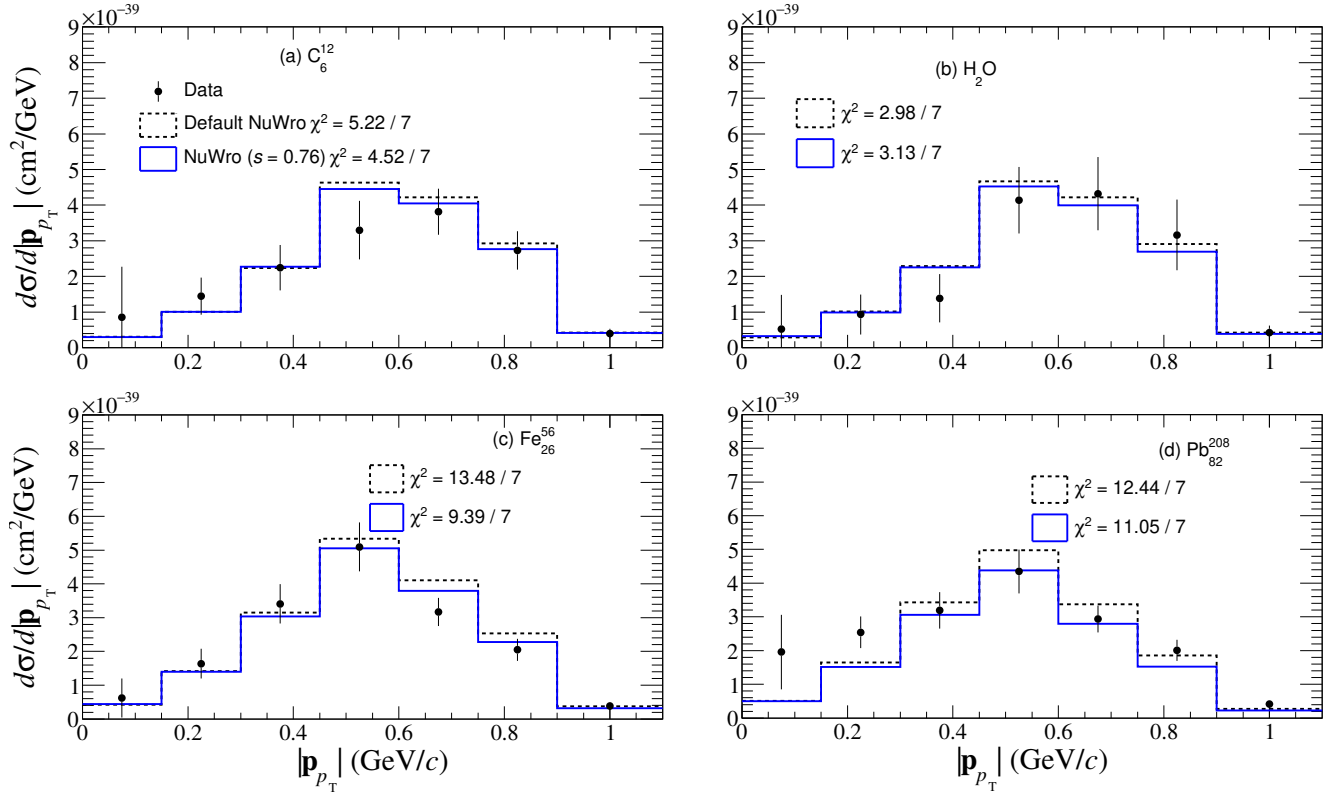 ×10⁻³⁹
(a) C₆¹²
Data
Default NuWro χ² = 5.22 / 7
NuWro (s = 0.76) χ² = 4.52 / 7
dσ/d|p_{p_T}| (cm²/GeV)
9
8
7
6
5
4
3
2
1
0
0 0.2 0.4 0.6 0.8 1
×10⁻³⁹
(b) H₂O
χ² = 2.98 / 7
χ² = 3.13 / 7
9
8
7
6
5
4
3
2
1
0
0 0.2 0.4 0.6 0.8 1
×10⁻³⁹
(c) Fe₂₆⁵⁶
χ² = 13.48 / 7
χ² = 9.39 / 7
dσ/d|p_{p_T}| (cm²/GeV)
9
8
7
6
5
4
3
2
1
0
0 0.2 0.4 0.6 0.8 1
|p_{p_T}| (GeV/c)
×10⁻³⁹
(d) Pb₈₂²⁰⁸
χ² = 12.44 / 7
χ² = 11.05 / 7
9
8
7
6
5
4
3
2
1
0
0 0.2 0.4 0.6 0.8 1
|p_{p_T}| (GeV/c)